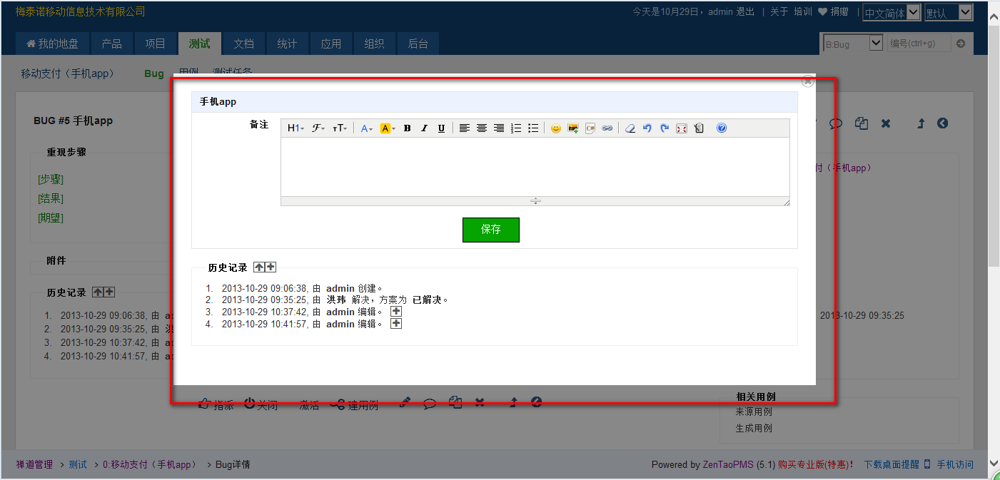 梅泰诺移动信息技术有限公司
今天是10月29日，admin 退出 | 关于 培训 捐赠 | 中文简体 默认
我的地盘 产品 项目 测试 文档 统计 应用 组织 后台
B:Bug 编号(ctrl+g)
移动支付（手机app） Bug 用例 测试任务
手机app
BUG #5 手机app
备注 H1 F TT A A B I U
重现步骤
付（手机app）
[步骤]
[结果]
[期望]
保存
附件
历史记录
1. 2013-10-29 09:06:38, 由 admin 创建。
2. 2013-10-29 09:35:25, 由 洪玮 解决，方案为 已解决。
3. 2013-10-29 10:37:42, 由 admin 编辑。
4. 2013-10-29 10:41:57, 由 admin 编辑。
历史记录
1. 2013-10-29 09:06:38, 由
2. 2013-10-29 09:35:25, 由 洪
3. 2013-10-29 10:37:42, 由
4. 2013-10-29 10:41:57, 由
2013-10-29 09:35:25
指派 关闭 激活 建用例
相关用例
来源用例
生成用例
禅道管理 › 测试 › 0:移动支付（手机app） › Bug详情
Powered by ZenTaoPMS (5.1) 购买专业版(特惠)！ 下载桌面提醒 手机访问